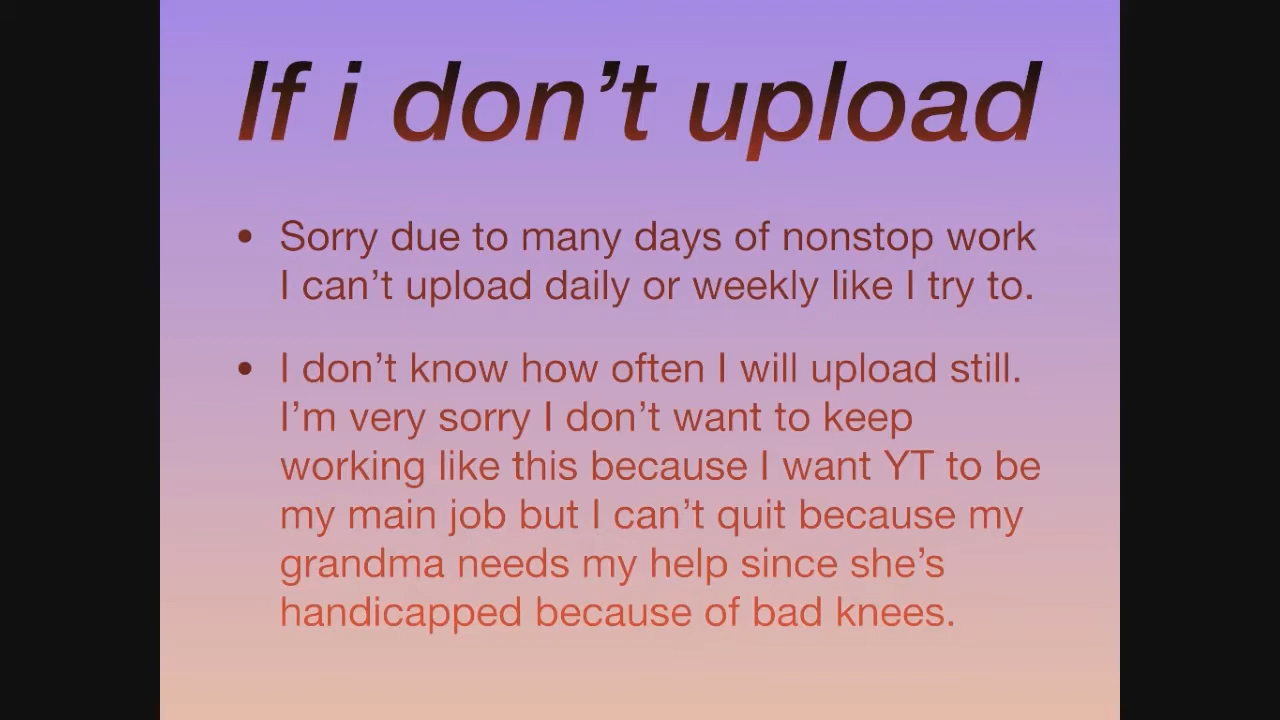 If i don’t upload
• Sorry due to many days of nonstop work
I can’t upload daily or weekly like I try to.
• I don’t know how often I will upload still.
I’m very sorry I don’t want to keep
working like this because I want YT to be
my main job but I can’t quit because my
grandma needs my help since she’s
handicapped because of bad knees.